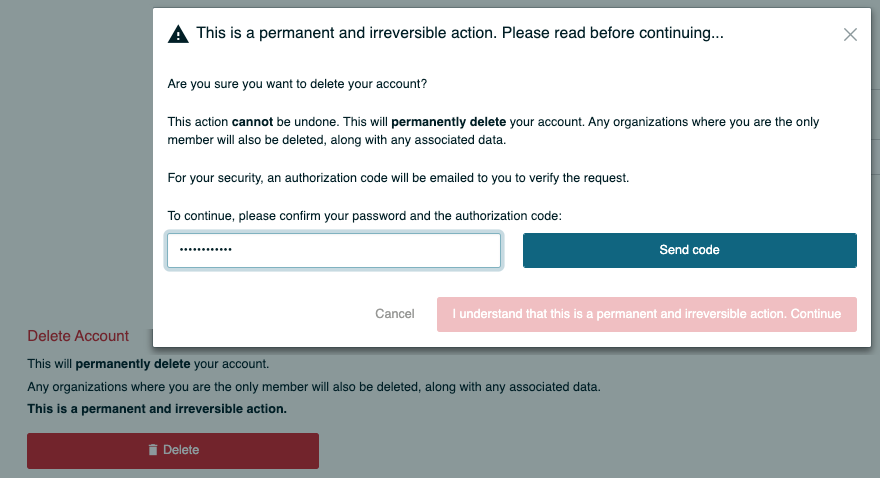 This is a permanent and irreversible action. Please read before continuing...
Are you sure you want to delete your account?
This action cannot be undone. This will permanently delete your account. Any organizations where you are the only
member will also be deleted, along with any associated data.
For your security, an authorization code will be emailed to you to verify the request.
To continue, please confirm your password and the authorization code:
••••••••••••
Send code
Cancel
I understand that this is a permanent and irreversible action. Continue
Delete Account
This will permanently delete your account.
Any organizations where you are the only member will also be deleted, along with any associated data.
This is a permanent and irreversible action.
Delete